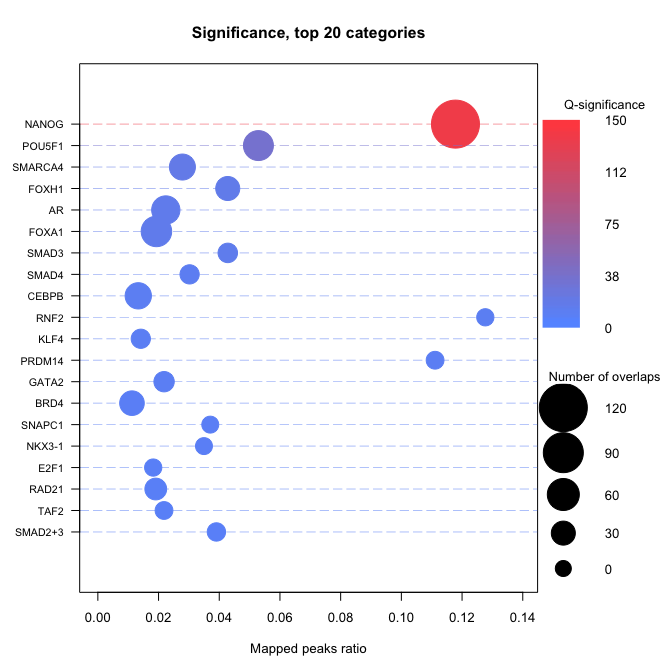 Significance, top 20 categories
NANOG
POU5F1
SMARCA4
FOXH1
AR
FOXA1
SMAD3
SMAD4
CEBPB
RNF2
KLF4
PRDM14
GATA2
BRD4
SNAPC1
NKX3-1
E2F1
RAD21
TAF2
SMAD2+3
0.00 0.02 0.04 0.06 0.08 0.10 0.12 0.14
Mapped peaks ratio
Q-significance
150
112
75
38
0
Number of overlaps
120
90
60
30
0